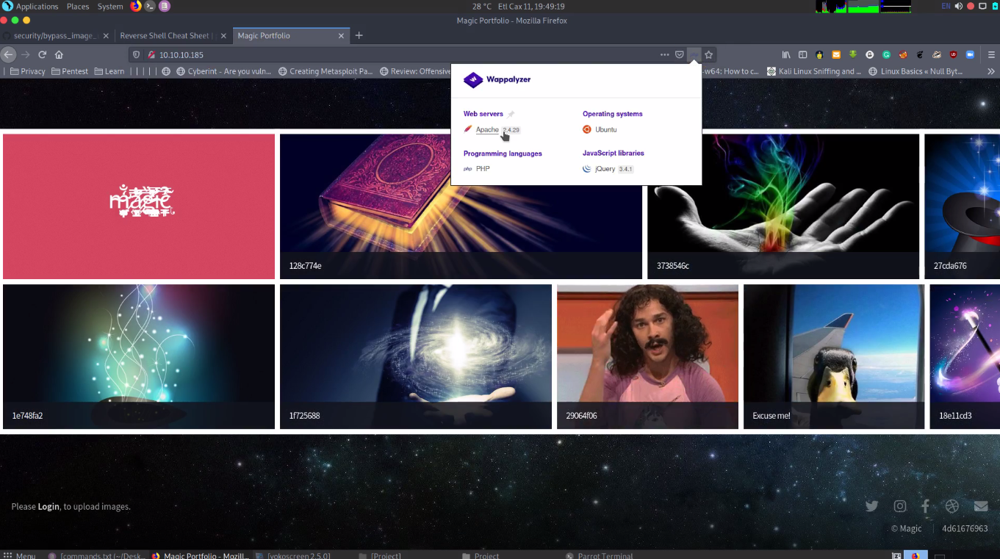 Applications Places System 28 °C Etl Cax 11, 19:49:19 EN
Magic Portfolio - Mozilla Firefox
security/bypass_image_ Reverse Shell Cheat Sheet | Magic Portfolio
10.10.10.185
Privacy Pentest Learn Cyberint - Are you vuln... Creating Metasploit Pa... Review: Offensive -w64: How to c... Kali Linux Sniffing and ... Linux Basics « Null Byt...
Wappalyzer
Web servers Operating systems
Apache 2.4.29 Ubuntu
Programming languages JavaScript libraries
php PHP jQuery 3.4.1
magic
128c774e 3738546c 27cda676
1e748fa2 1f725688 29064f06 Excuse me! 18e11cd3
Please Login, to upload images.
© Magic 4d61676963
Menu [commands.txt (~/Desk... Magic Portfolio - Mozill... [vokoscreen 2.5.0] [Project] Project Parrot Terminal